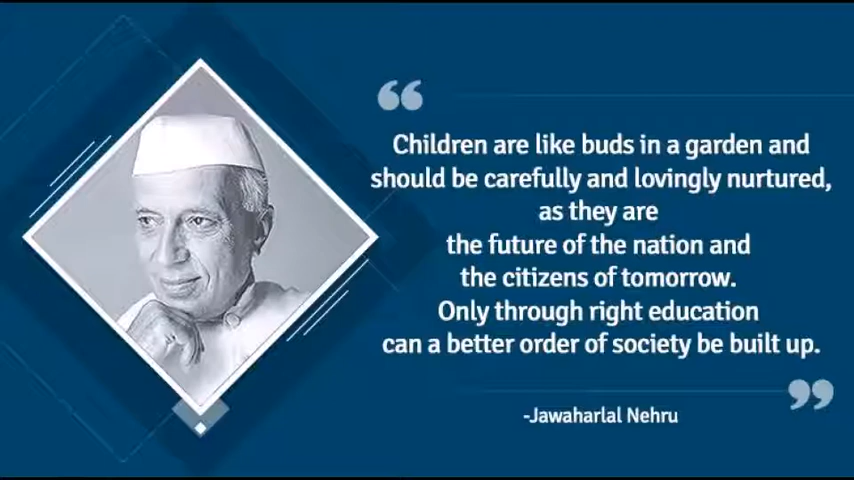 “
Children are like buds in a garden and
should be carefully and lovingly nurtured,
as they are
the future of the nation and
the citizens of tomorrow.
Only through right education
can a better order of society be built up.
”
-Jawaharlal Nehru